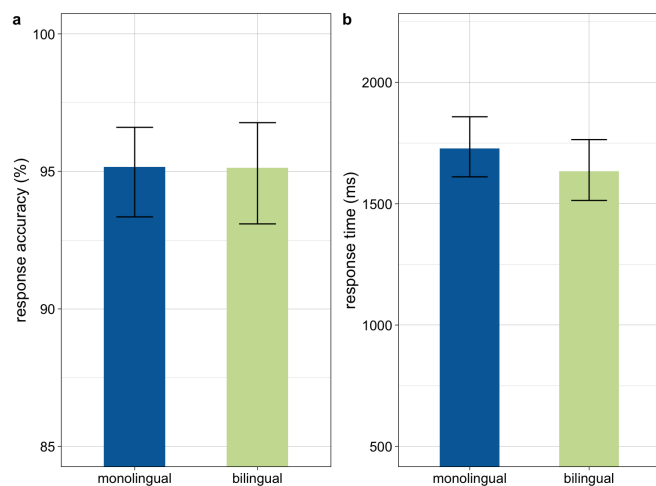 a
response accuracy (%)
100
95
90
85
monolingual bilingual
b
response time (ms)
2000
1500
1000
500
monolingual bilingual